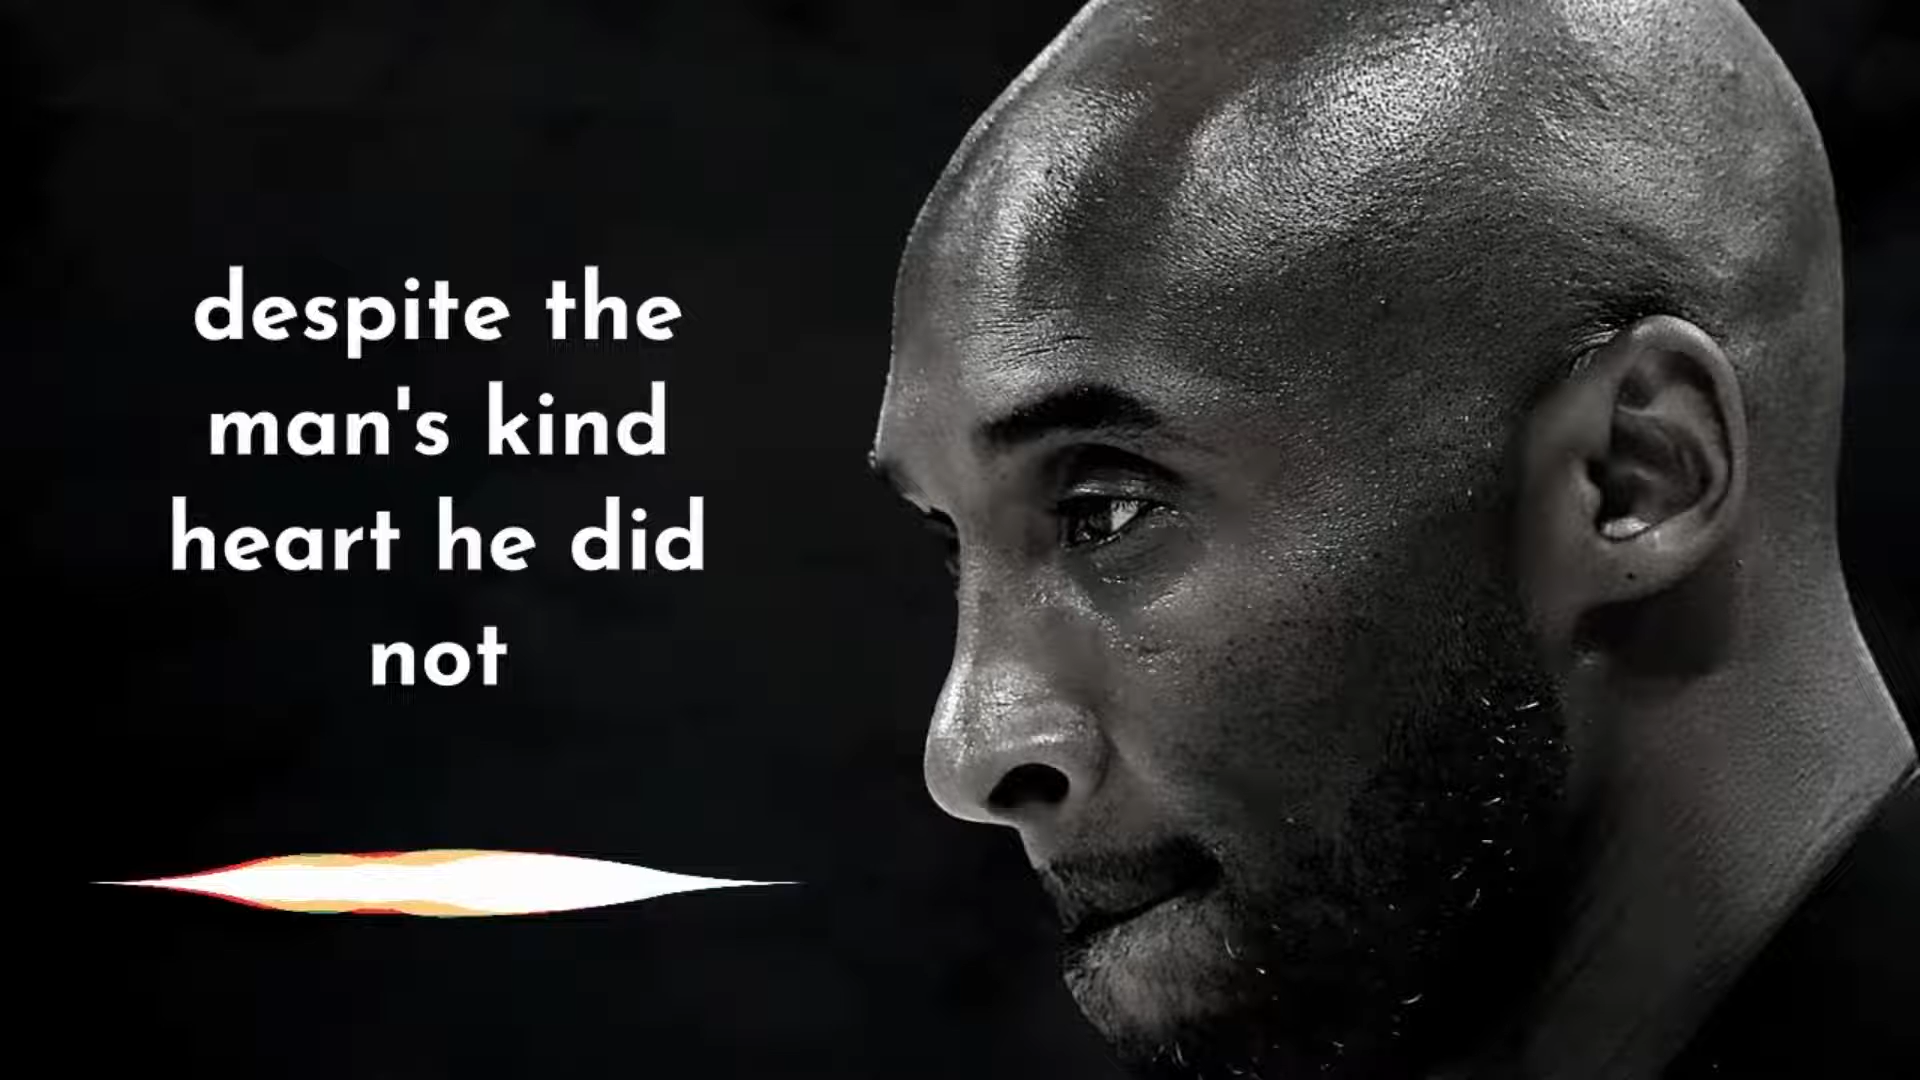 despite the
man's kind
heart he did
not